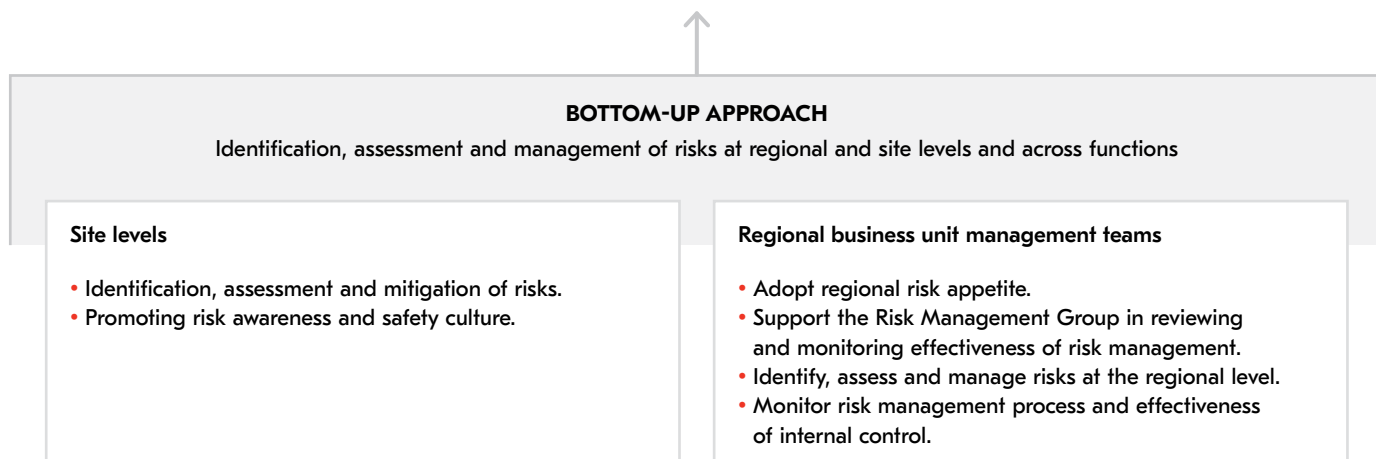 BOTTOM-UP APPROACH
Identification, assessment and management of risks at regional and site levels and across functions
Site levels
• Identification, assessment and mitigation of risks.
• Promoting risk awareness and safety culture.
Regional business unit management teams
• Adopt regional risk appetite.
• Support the Risk Management Group in reviewing
and monitoring effectiveness of risk management.
• Identify, assess and manage risks at the regional level.
• Monitor risk management process and effectiveness
of internal control.